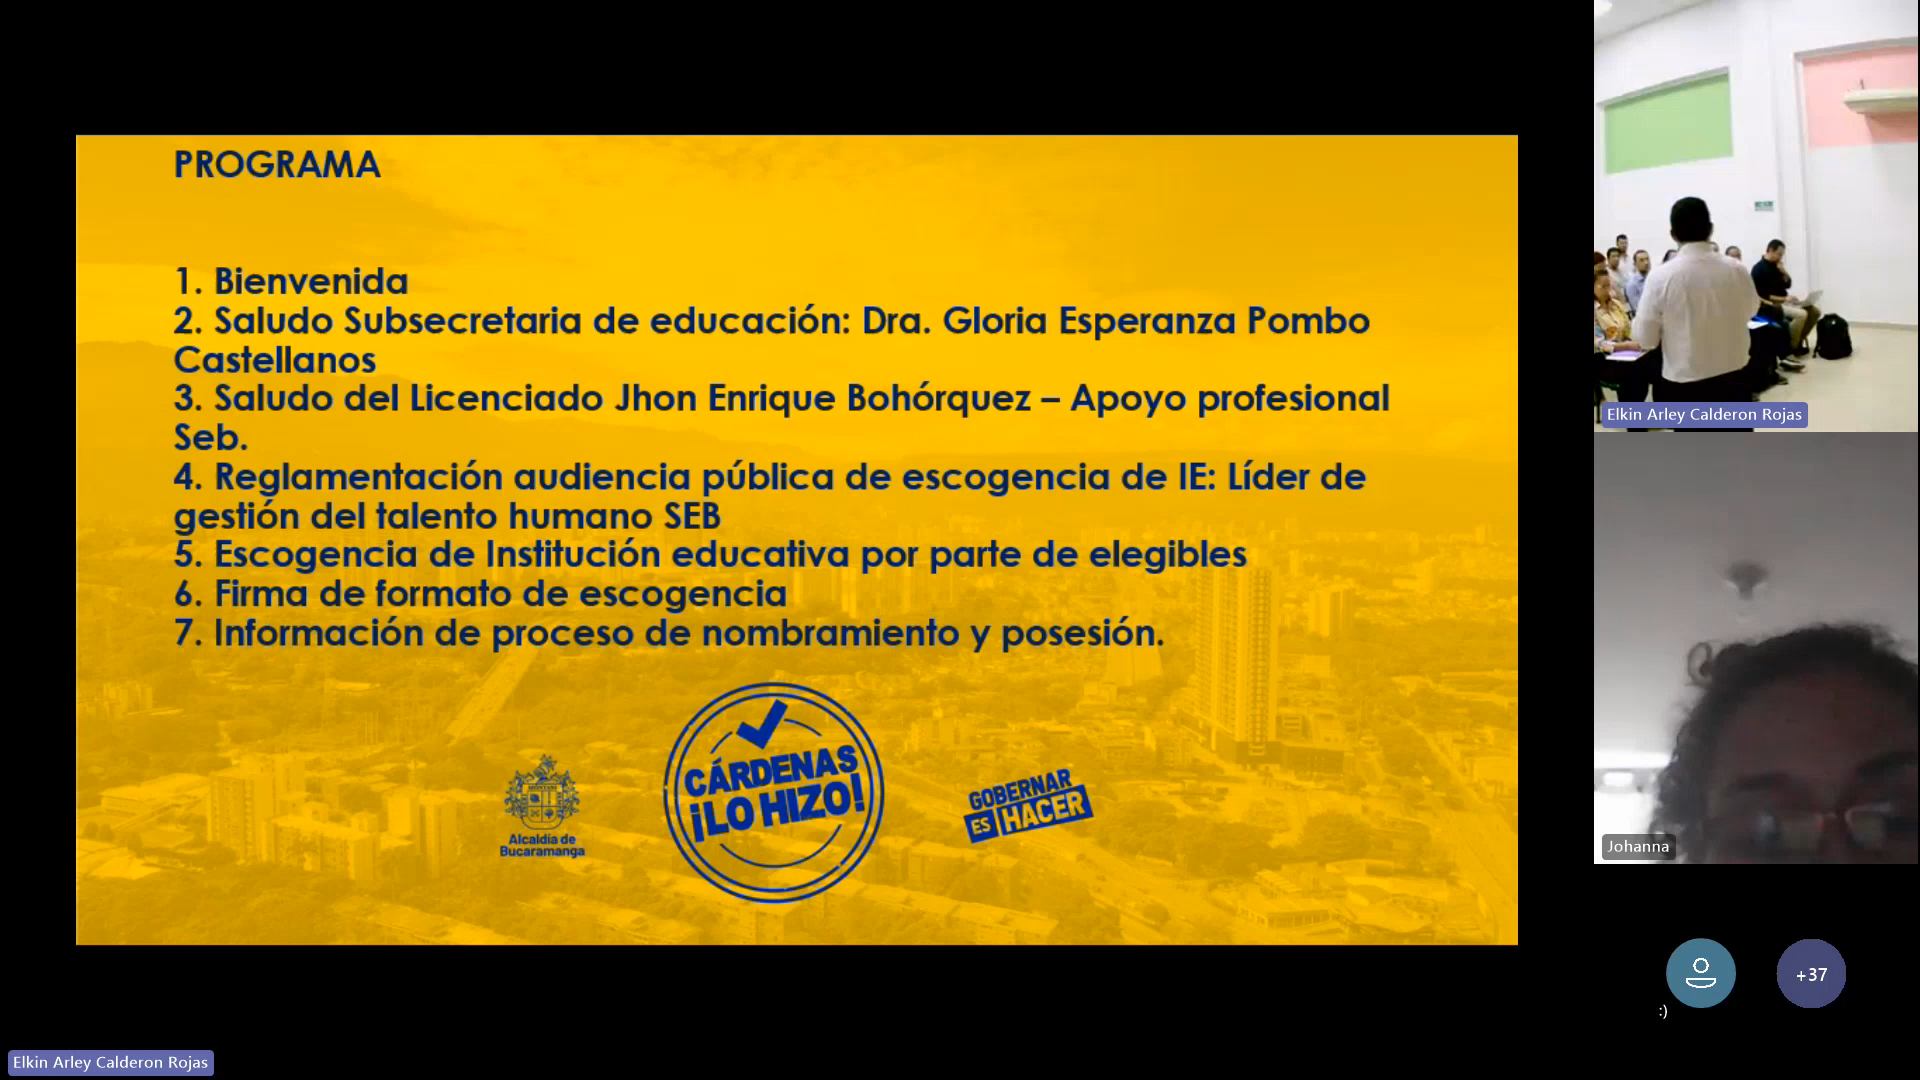 PROGRAMA
1. Bienvenida
2. Saludo Subsecretaria de educación: Dra. Gloria Esperanza Pombo
Castellanos
3. Saludo del Licenciado Jhon Enrique Bohórquez – Apoyo profesional
Seb.
4. Reglamentación audiencia pública de escogencia de IE: Líder de
gestión del talento humano SEB
5. Escogencia de Institución educativa por parte de elegibles
6. Firma de formato de escogencia
7. Información de proceso de nombramiento y posesión.
Alcaldía de
Bucaramanga
CÁRDENAS
¡LO HIZO!
GOBERNAR
ES HACER
Elkin Arley Calderon Rojas
Johanna
+37
:)
Elkin Arley Calderon Rojas